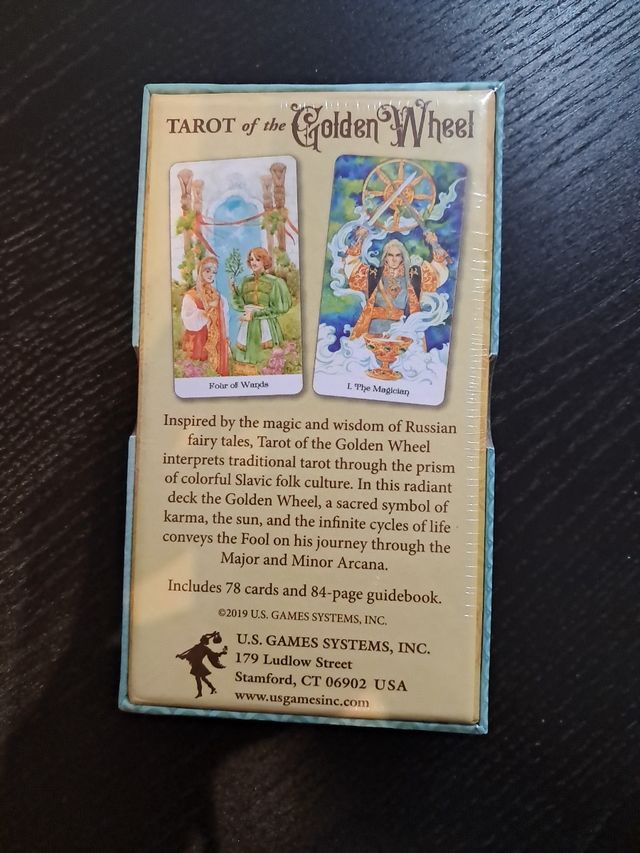 TAROT of the Golden Wheel
Four of Wands
I. The Magician
Inspired by the magic and wisdom of Russian
fairy tales, Tarot of the Golden Wheel
interprets traditional tarot through the prism
of colorful Slavic folk culture. In this radiant
deck the Golden Wheel, a sacred symbol of
karma, the sun, and the infinite cycles of life
conveys the Fool on his journey through the
Major and Minor Arcana.
Includes 78 cards and 84-page guidebook.
©2019 U.S. GAMES SYSTEMS, INC.
U.S. GAMES SYSTEMS, INC.
179 Ludlow Street
Stamford, CT 06902 USA
www.usgamesinc.com